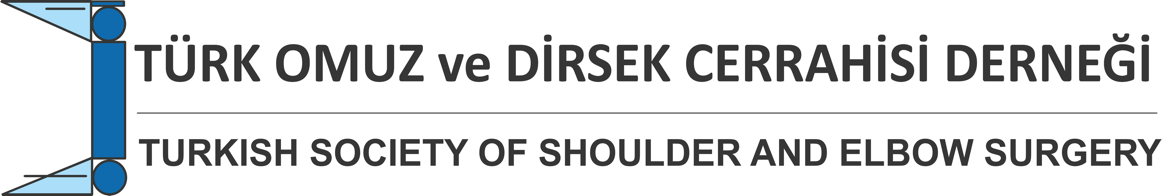 TÜRK OMUZ ve DİRSEK CERRAHİSİ DERNEĞİ
TURKISH SOCIETY OF SHOULDER AND ELBOW SURGERY